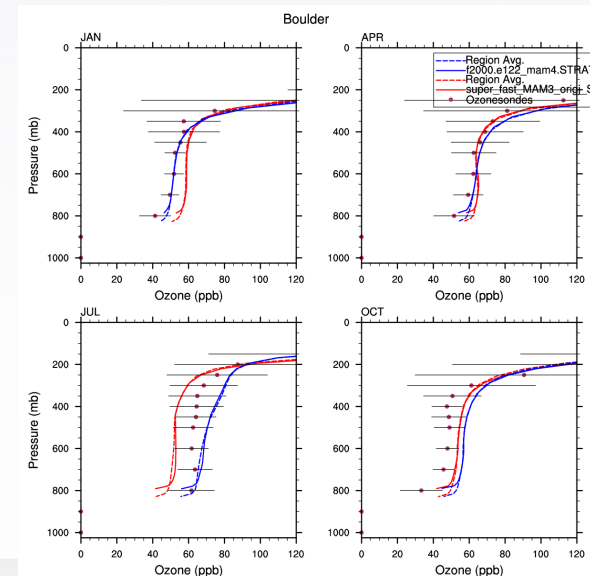 Boulder
JAN
0
200
400
600
800
1000
Pressure (mb)
0 20 40 60 80 100 120
Ozone (ppb)
APR
0
200
400
600
800
1000
Region Avg.
f2000.e122_mam4.STRAT
Region Avg.
super_fast_MAM3_origi S
Ozonesondes
0 20 40 60 80 100 120
Ozone (ppb)
JUL
0
200
400
600
800
1000
Pressure (mb)
0 20 40 60 80 100 120
Ozone (ppb)
OCT
0
200
400
600
800
1000
0 20 40 60 80 100 120
Ozone (ppb)